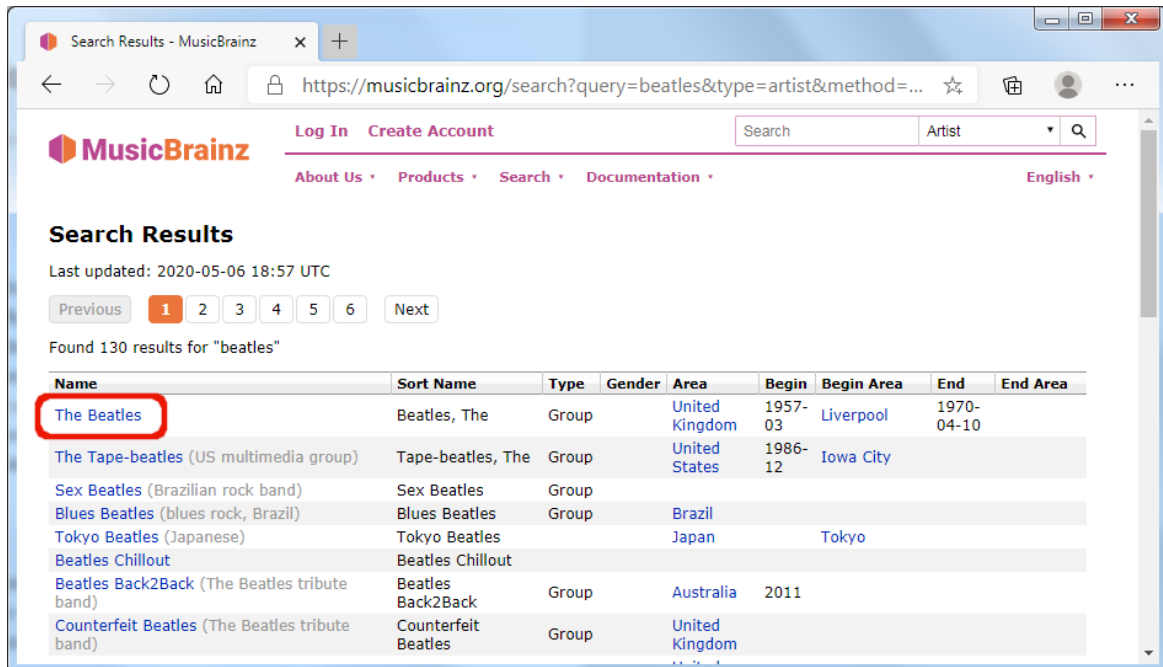 Search Results - MusicBrainz
https://musicbrainz.org/search?query=beatles&type=artist&method=...
MusicBrainz
Log In Create Account
Search Artist
About Us Products Search Documentation English
Search Results
Last updated: 2020-05-06 18:57 UTC
Previous 1 2 3 4 5 6 Next
Found 130 results for "beatles"
Name Sort Name Type Gender Area Begin Begin Area End End Area
The Beatles Beatles, The Group United Kingdom 1957-03 Liverpool 1970-04-10
The Tape-beatles (US multimedia group) Tape-beatles, The Group United States 1986-12 Iowa City
Sex Beatles (Brazilian rock band) Sex Beatles Group
Blues Beatles (blues rock, Brazil) Blues Beatles Group Brazil
Tokyo Beatles (Japanese) Tokyo Beatles Japan Tokyo
Beatles Chillout Beatles Chillout
Beatles Back2Back (The Beatles tribute band) Beatles Back2Back Group Australia 2011
Counterfeit Beatles (The Beatles tribute band) Counterfeit Beatles Group United Kingdom